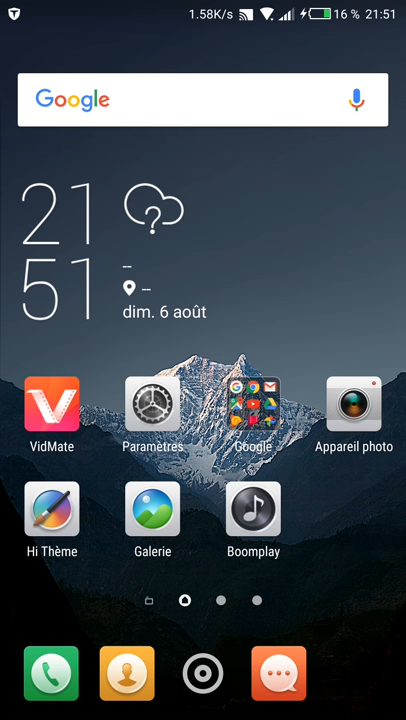 1.58K/s 16 % 21:51
Google
21
51
?
--
--
dim. 6 août
VidMate
Paramètres
Google
Appareil photo
Hi Thème
Galerie
Boomplay